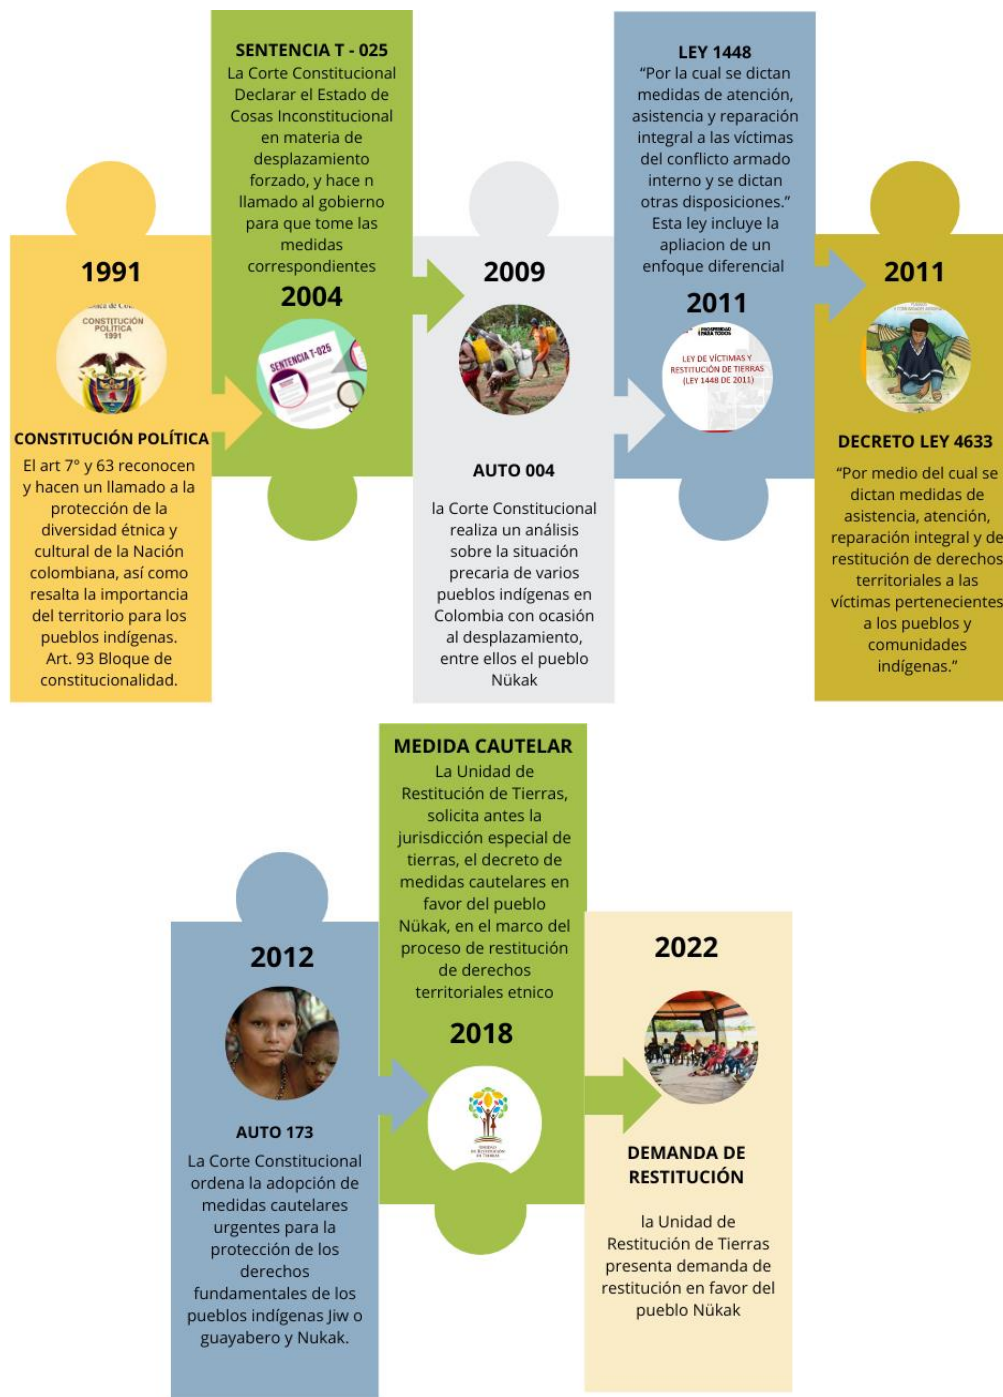 1991
CONSTITUCIÓN
POLÍTICA
1991
CONSTITUCIÓN POLÍTICA
El art 7° y 63 reconocen
y hacen un llamado a la
protección de la
diversidad étnica y
cultural de la Nación
colombiana, así como
resalta la importancia
del territorio para los
pueblos indígenas.
Art. 93 Bloque de
constitucionalidad.
SENTENCIA T - 025
La Corte Constitucional
Declarar el Estado de
Cosas Inconstitucional
en materia de
desplazamiento
forzado, y hace n
llamado al gobierno
para que tome las
medidas
correspondientes
2004
SENTENCIA T-025
2009
AUTO 004
la Corte Constitucional
realiza un análisis
sobre la situación
precaria de varios
pueblos indígenas en
Colombia con ocasión
al desplazamiento,
entre ellos el pueblo
Nükak
LEY 1448
“Por la cual se dictan
medidas de atención,
asistencia y reparación
integral a las víctimas
del conflicto armado
interno y se dictan
otras disposiciones.”
Esta ley incluye la
apliacion de un
enfoque diferencial
2011
PROSPERIDAD
PARA TODOS
LEY DE VÍCTIMAS Y
RESTITUCIÓN DE TIERRAS
(LEY 1448 DE 2011)
2011
DECRETO LEY 4633
“Por medio del cual se
dictan medidas de
asistencia, atención,
reparación integral y de
restitución de derechos
territoriales a las
víctimas pertenecientes
a los pueblos y
comunidades
indígenas.”
2012
AUTO 173
La Corte Constitucional
ordena la adopción de
medidas cautelares
urgentes para la
protección de los
derechos
fundamentales de los
pueblos indígenas Jiw o
guayabero y Nukak.
MEDIDA CAUTELAR
La Unidad de
Restitución de Tierras,
solicita antes la
jurisdicción especial de
tierras, el decreto de
medidas cautelares en
favor del pueblo
Nükak, en el marco del
proceso de restitución
de derechos
territoriales etnico
2018
UNIDAD
DE RESTITUCIÓN
DE TIERRAS
2022
DEMANDA DE
RESTITUCIÓN
la Unidad de
Restitución de Tierras
presenta demanda de
restitución en favor del
pueblo Nükak